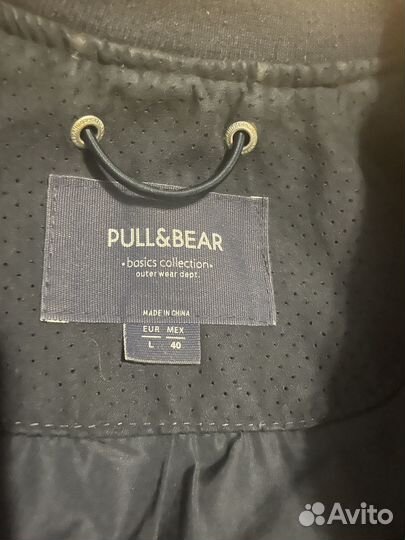 PULL&BEAR
•basics collection•
outer wear dept.
MADE IN CHINA
EUR MEX
L 40
Avito